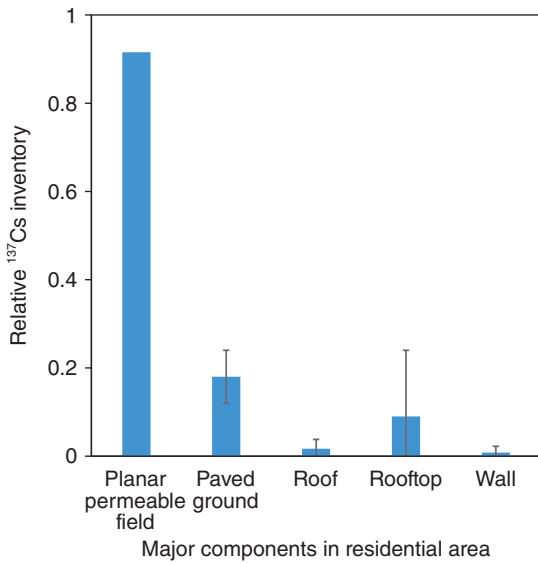 Relative ¹³⁷Cs inventory
1
0.8
0.6
0.4
0.2
0
Planar permeable field
Paved ground
Roof
Rooftop
Wall
Major components in residential area